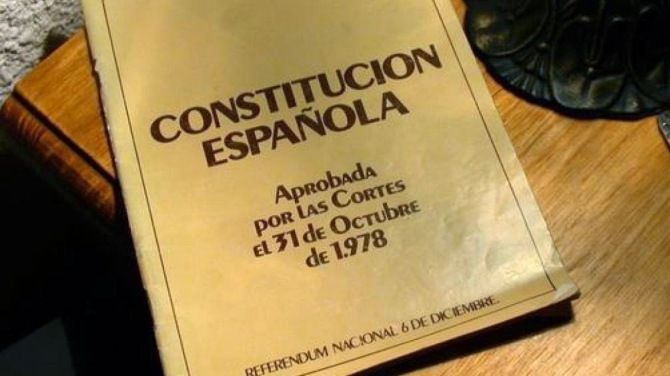 CONSTITUCION
ESPAÑOLA
Aprobada
por las Cortes
el 31 de Octubre
de 1.978
REFERENDUM NACIONAL 6 DE DICIEMBRE.